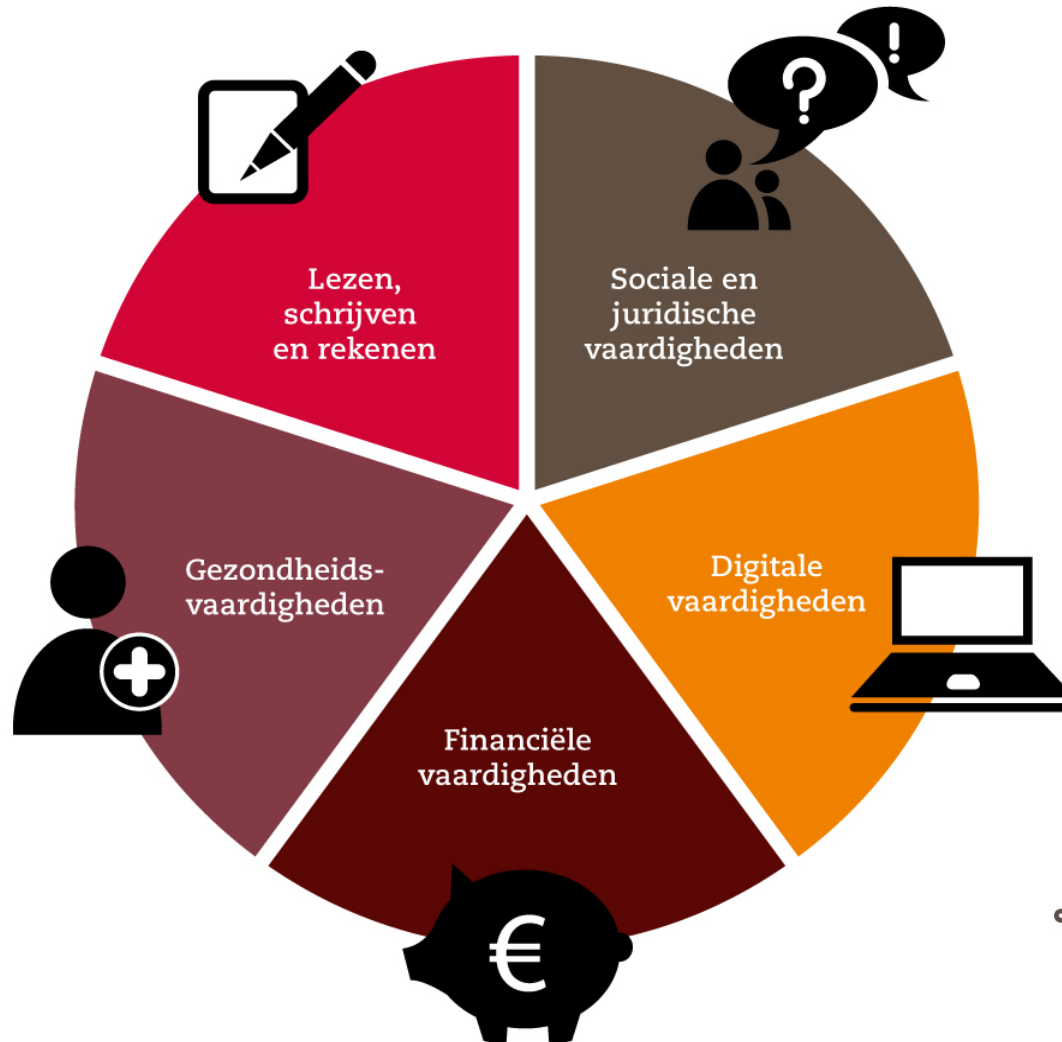 Lezen,
schrijven
en rekenen
Sociale en
juridische
vaardigheden
Gezondheids-
vaardigheden
Digitale
vaardigheden
Financiële
vaardigheden
€
?
!